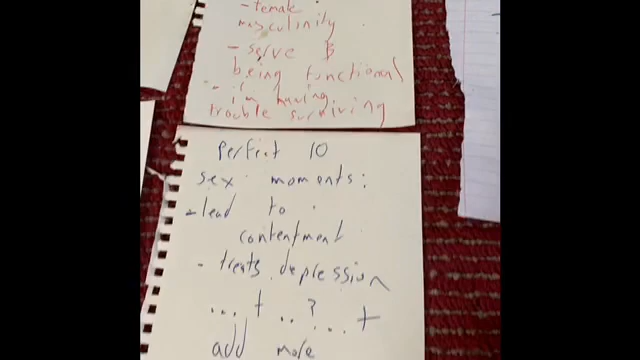 - female
masculinity
- serve B
being functional
- i'm having
trouble surviving
Perfect 10
sex moments:
- lead to
contentment
- treats depression
... + ..? ... +
add more